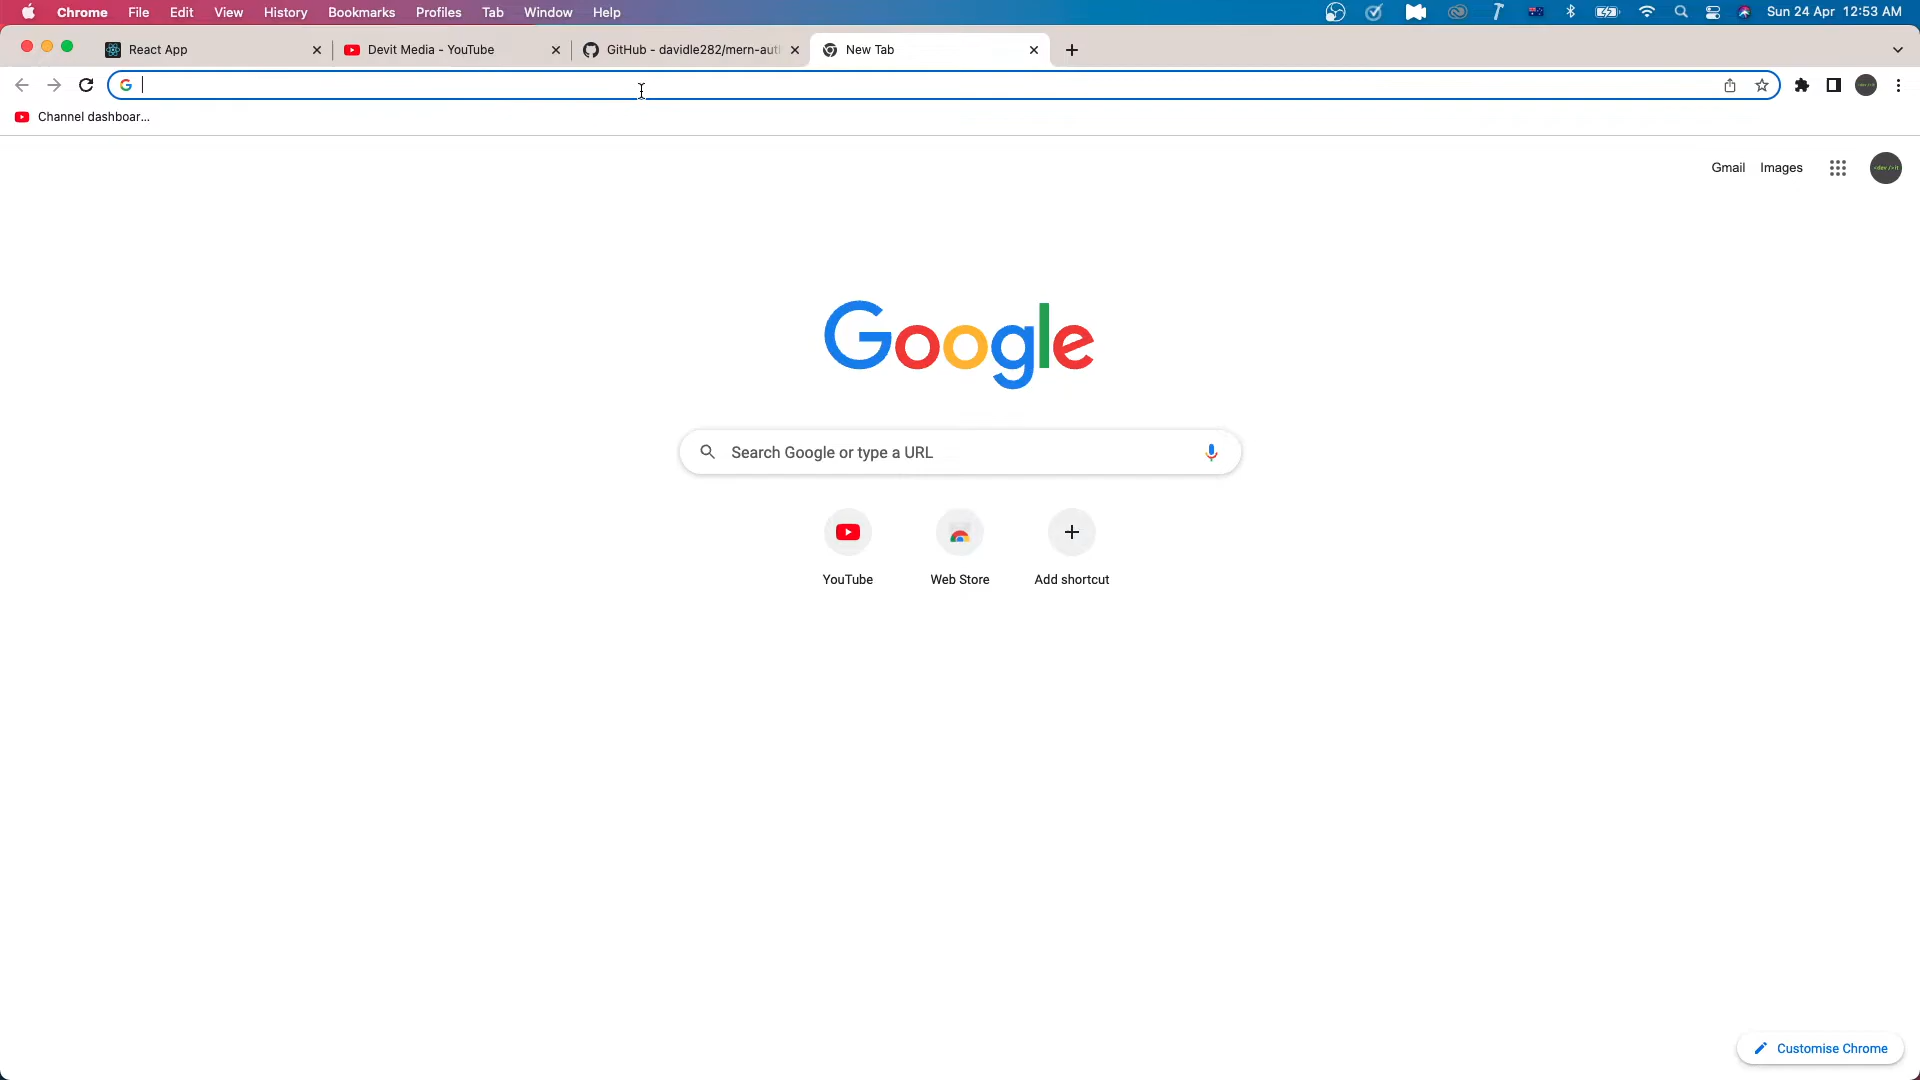 Chrome File Edit View History Bookmarks Profiles Tab Window Help Sun 24 Apr 12:53 AM
React App Devit Media - YouTube GitHub - davidle282/mern-aut New Tab
Channel dashboar...
Gmail Images
Google
Search Google or type a URL
YouTube Web Store Add shortcut
Customise Chrome